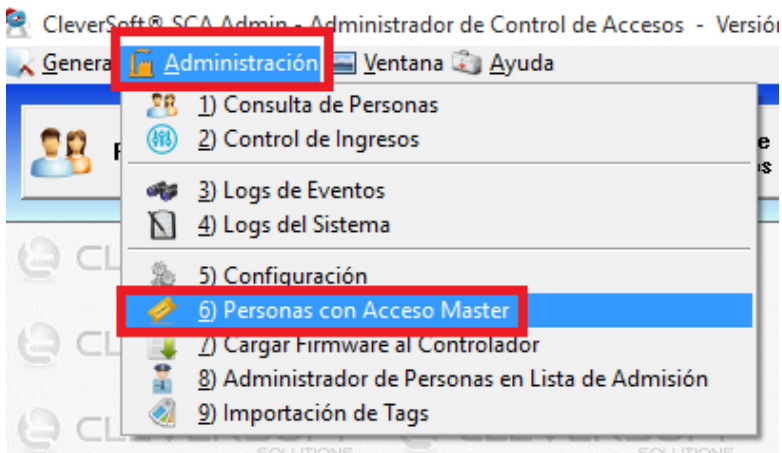 CleverSoft® SCA Admin - Administrador de Control de Accesos - Versión
General Administración Ventana Ayuda
1) Consulta de Personas
2) Control de Ingresos
3) Logs de Eventos
4) Logs del Sistema
5) Configuración
6) Personas con Acceso Master
7) Cargar Firmware al Controlador
8) Administrador de Personas en Lista de Admisión
9) Importación de Tags